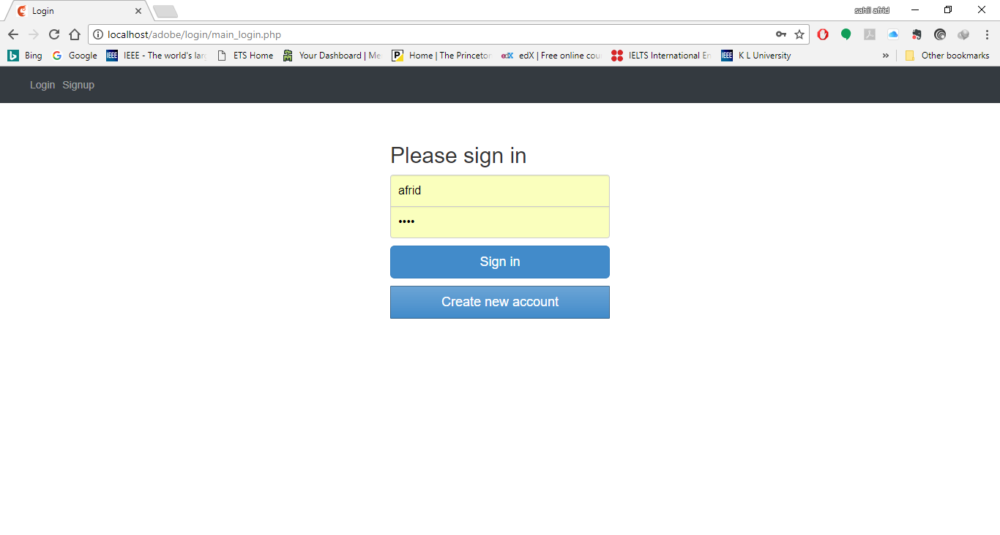 Login
sahil afrid
localhost/adobe/login/main_login.php
Bing Google IEEE - The world's lar ETS Home Your Dashboard | Me Home | The Princeton edX | Free online cou IELTS International En K L University » Other bookmarks
Login Signup
Please sign in
afrid
••••
Sign in
Create new account